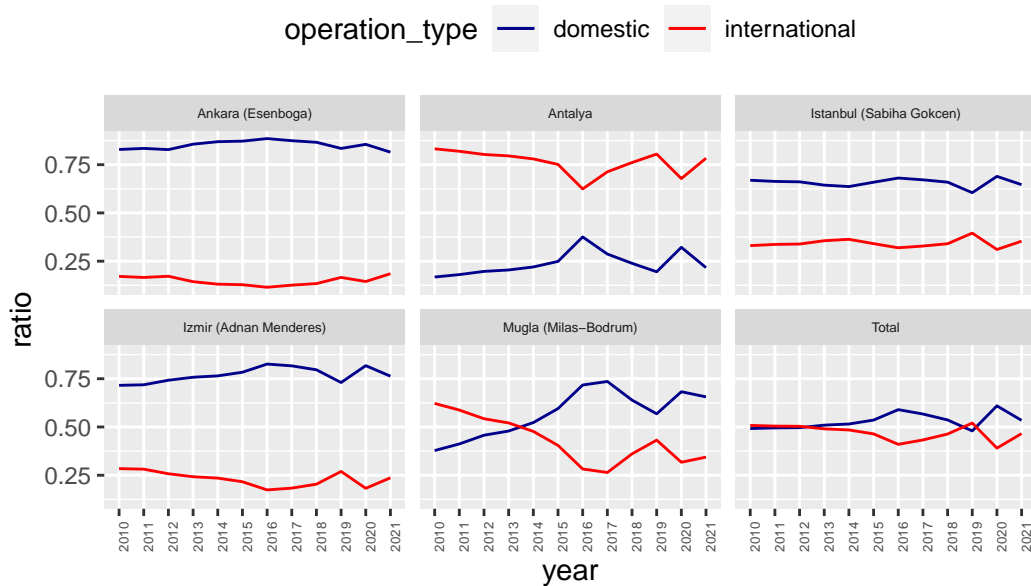 operation_type domestic international
Ankara (Esenboga) Antalya Istanbul (Sabiha Gokcen)
0.75
0.50
0.25
Izmir (Adnan Menderes) Mugla (Milas−Bodrum) Total
0.75
0.50
0.25
ratio
2010 2011 2012 2013 2014 2015 2016 2017 2018 2019 2020 2021 2010 2011 2012 2013 2014 2015 2016 2017 2018 2019 2020 2021 2010 2011 2012 2013 2014 2015 2016 2017 2018 2019 2020 2021
year